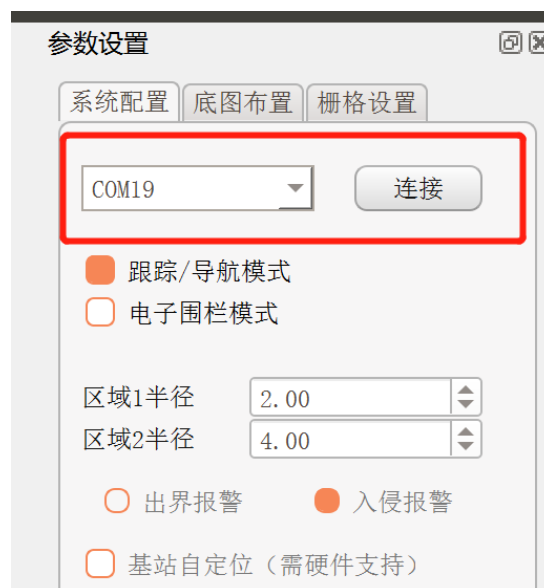 参数设置
系统配置 底图布置 栅格设置
COM19 连接
跟踪/导航模式
电子围栏模式
区域1半径 2.00
区域2半径 4.00
出界报警 入侵报警
基站自定位（需硬件支持）